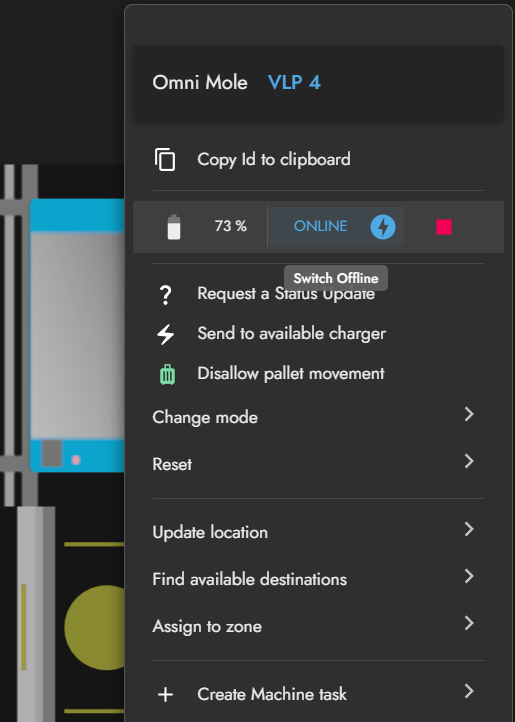 Omni Mole VLP 4
Copy Id to clipboard
73 % ONLINE
Switch Offline
Request a Status Update
Send to available charger
Disallow pallet movement
Change mode
Reset
Update location
Find available destinations
Assign to zone
Create Machine task